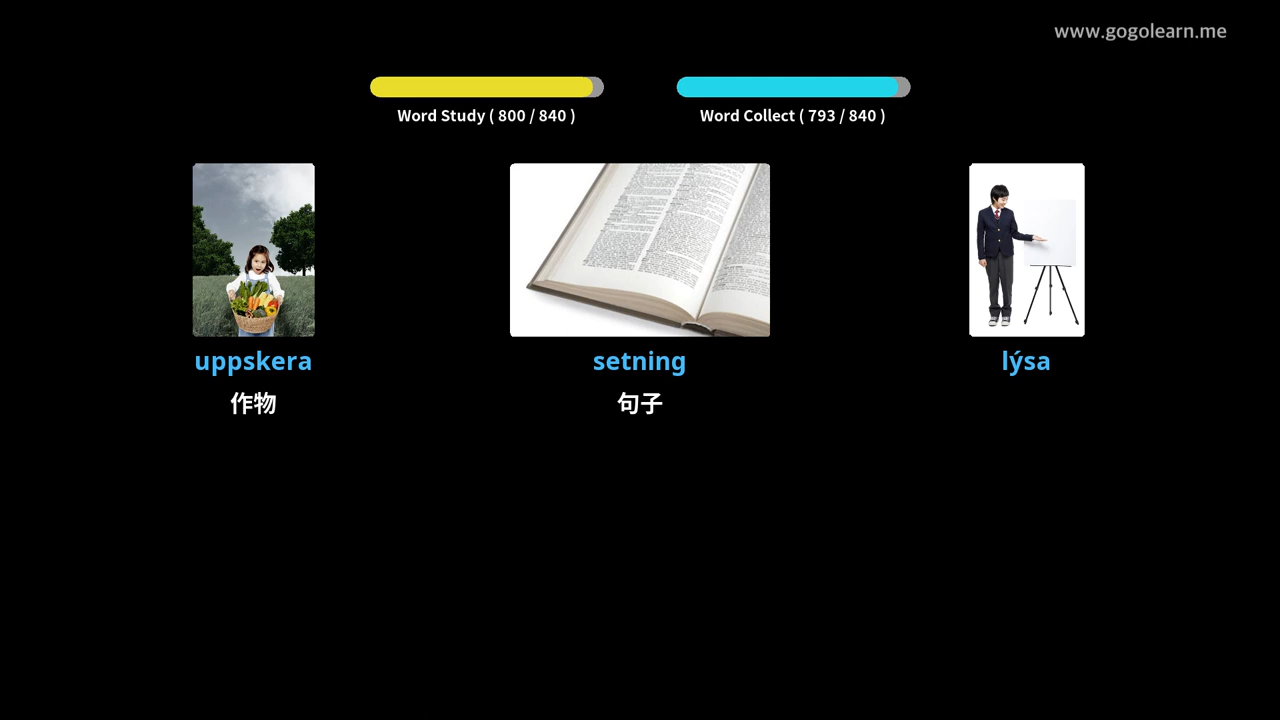 www.gogolearn.me
Word Study ( 800 / 840 )
Word Collect ( 793 / 840 )
uppskera
setning
lýsa
作物
句子